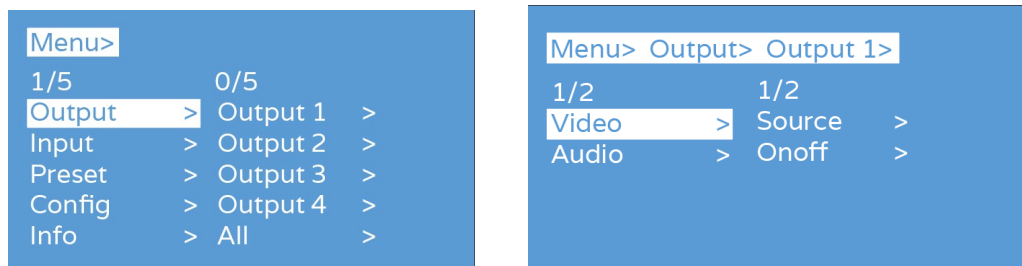 Menu>
1/5 0/5
Output > Output 1 >
Input > Output 2 >
Preset > Output 3 >
Config > Output 4 >
Info > All >
Menu> Output> Output 1>
1/2 1/2
Video > Source >
Audio > Onoff >